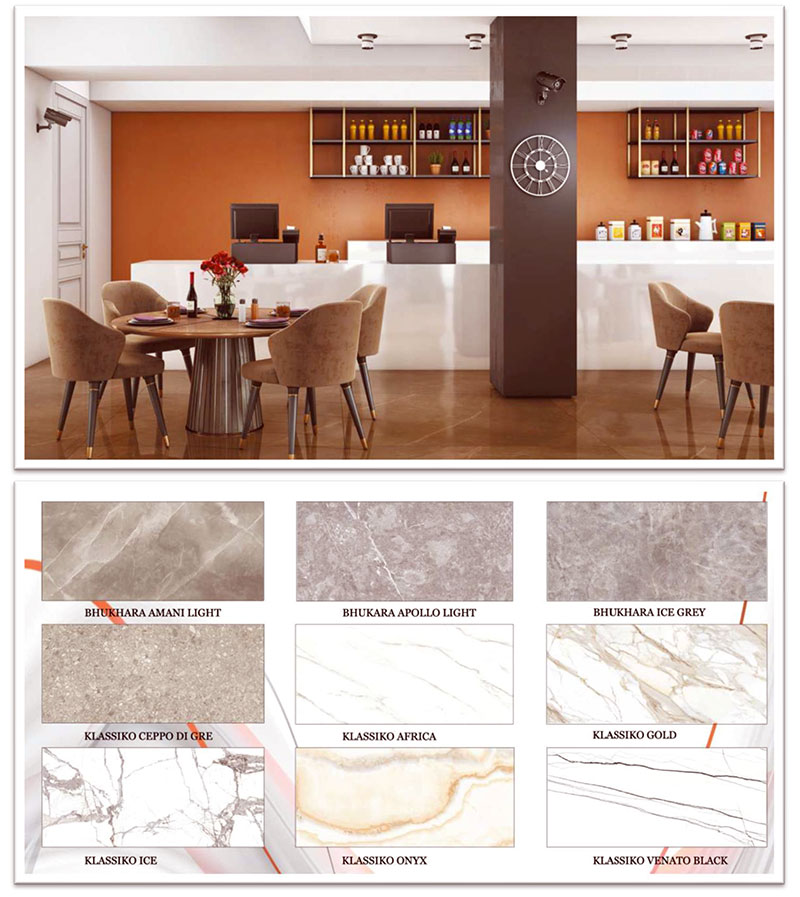 BHUKHARA AMANI LIGHT
BHUKARA APOLLO LIGHT
BHUKHARA ICE GREY
KLASSIKO CEPPO DI GRE
KLASSIKO AFRICA
KLASSIKO GOLD
KLASSIKO ICE
KLASSIKO ONYX
KLASSIKO VENATO BLACK